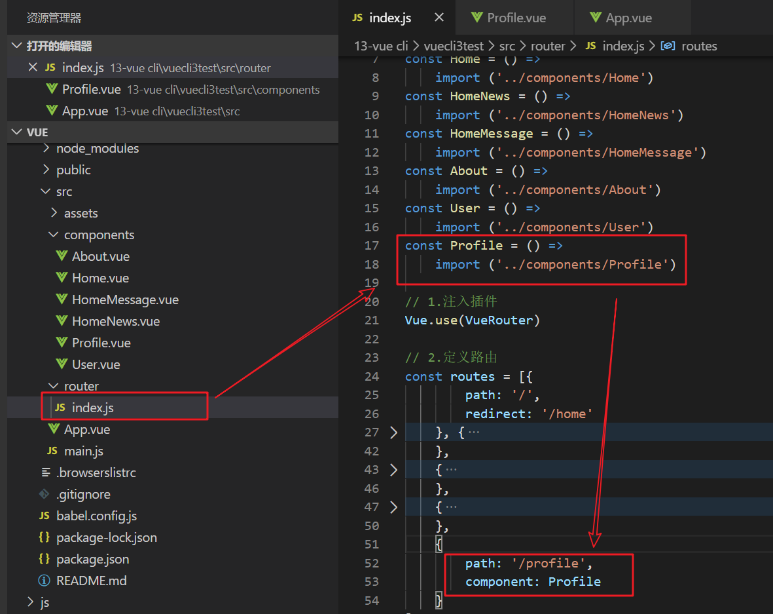 资源管理器
打开的编辑器
index.js 13-vue cli\vuecli3test\src\router
Profile.vue 13-vue cli\vuecli3test\src\components
App.vue 13-vue cli\vuecli3test\src
VUE
node_modules
public
src
assets
components
About.vue
Home.vue
HomeMessage.vue
HomeNews.vue
Profile.vue
User.vue
router
JS index.js
App.vue
JS main.js
.browserslistrc
.gitignore
JS babel.config.js
{} package-lock.json
{} package.json
README.md
js
JS index.js
Profile.vue
App.vue
13-vue cli > vuecli3test > src > router > JS index.js > routes
7 const Home = () =>
8 import ('../components/Home')
9 const HomeNews = () =>
10 import ('../components/HomeNews')
11 const HomeMessage = () =>
12 import ('../components/HomeMessage')
13 const About = () =>
14 import ('../components/About')
15 const User = () =>
16 import ('../components/User')
17 const Profile = () =>
18 import ('../components/Profile')
19
20 // 1.注入插件
21 Vue.use(VueRouter)
22
23 // 2.定义路由
24 const routes = [{
25 path: '/',
26 redirect: '/home'
27 }, {…
42 },
43 {…
46 },
47 {…
50 },
51 {
52 path: '/profile',
53 component: Profile
54 }